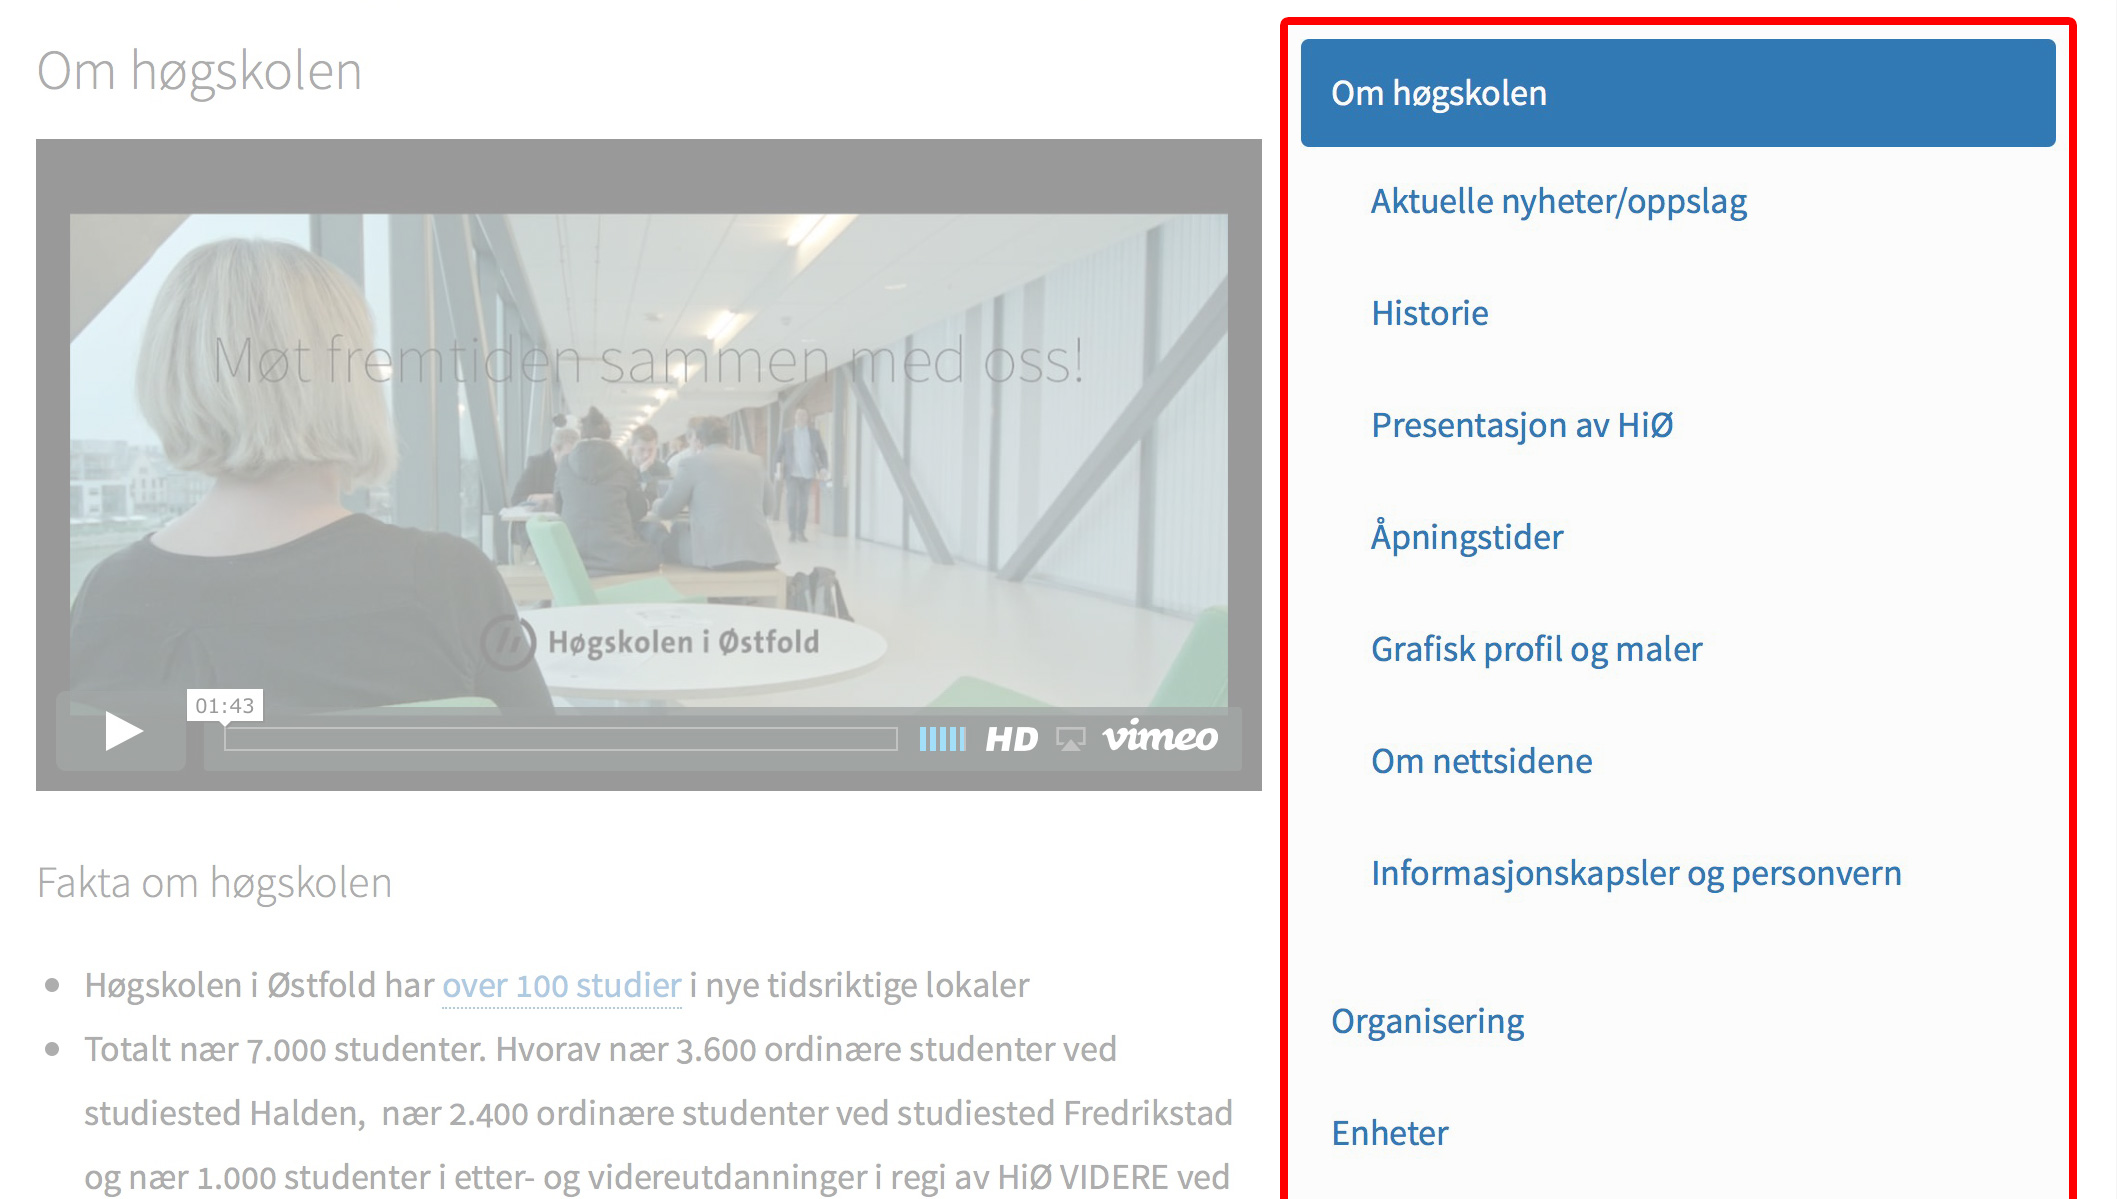 Om høgskolen
Møt fremtiden sammen med oss!
Høgskolen i Østfold
01:43
HD
vimeo
Fakta om høgskolen
Høgskolen i Østfold har over 100 studier i nye tidsriktige lokaler
Totalt nær 7.000 studenter. Hvorav nær 3.600 ordinære studenter ved
studiested Halden,  nær 2.400 ordinære studenter ved studiested Fredrikstad
og nær 1.000 studenter i etter- og videreutdanninger i regi av HiØ VIDERE ved
Om høgskolen
Aktuelle nyheter/oppslag
Historie
Presentasjon av HiØ
Åpningstider
Grafisk profil og maler
Om nettsidene
Informasjonskapsler og personvern
Organisering
Enheter